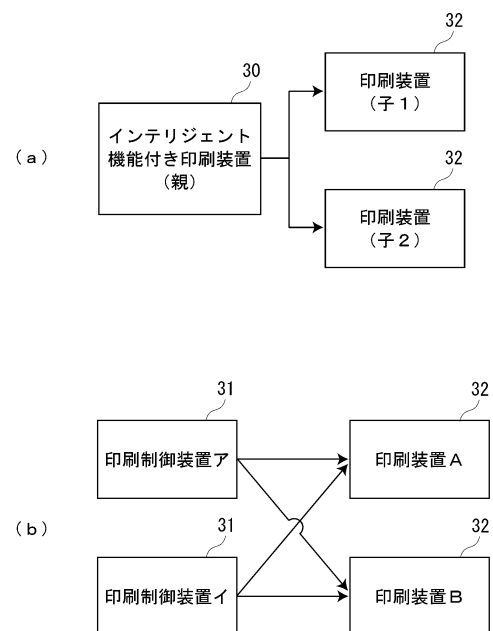 (a)
30
インテリジェント
機能付き印刷装置
(親)
32
印刷装置
(子1)
32
印刷装置
(子2)
(b)
31
印刷制御装置ア
32
印刷装置A
31
印刷制御装置イ
32
印刷装置B